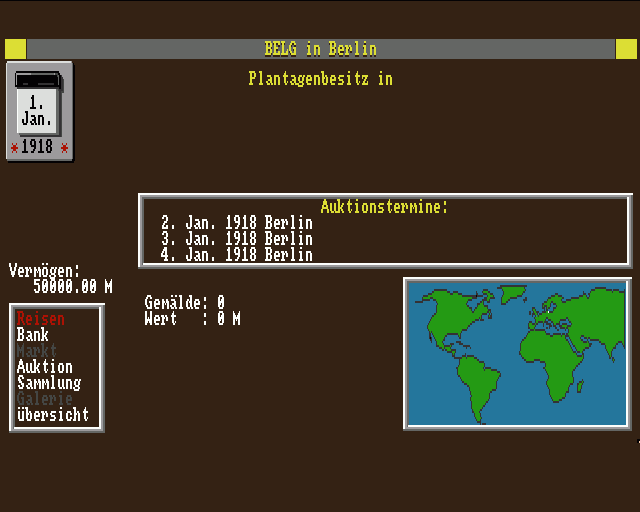 BELG in Berlin
Plantagenbesitz in
1.
Jan.
*1918 *
Auktionstermine:
2. Jan. 1918 Berlin
3. Jan. 1918 Berlin
4. Jan. 1918 Berlin
Vermögen:
50000.00 M
Gemälde: 0
Wert   : 0 M
Reisen
Bank
Markt
Auktion
Sammlung
Galerie
übersicht